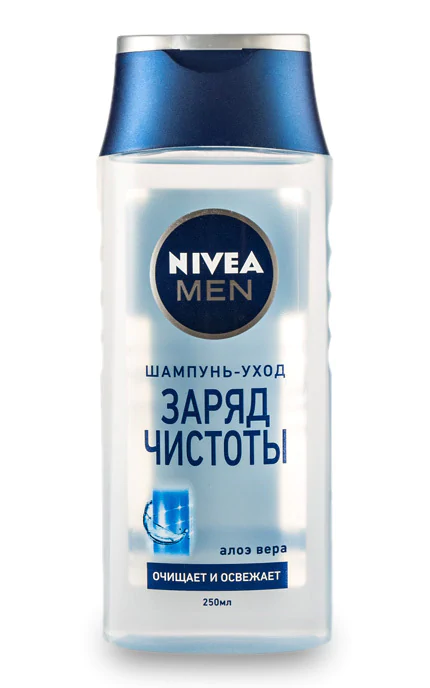 NIVEA
MEN
ШАМПУНЬ-УХОД
ЗАРЯД
ЧИСТОТЫ
алоэ вера
ОЧИЩАЕТ И ОСВЕЖАЕТ
250мл